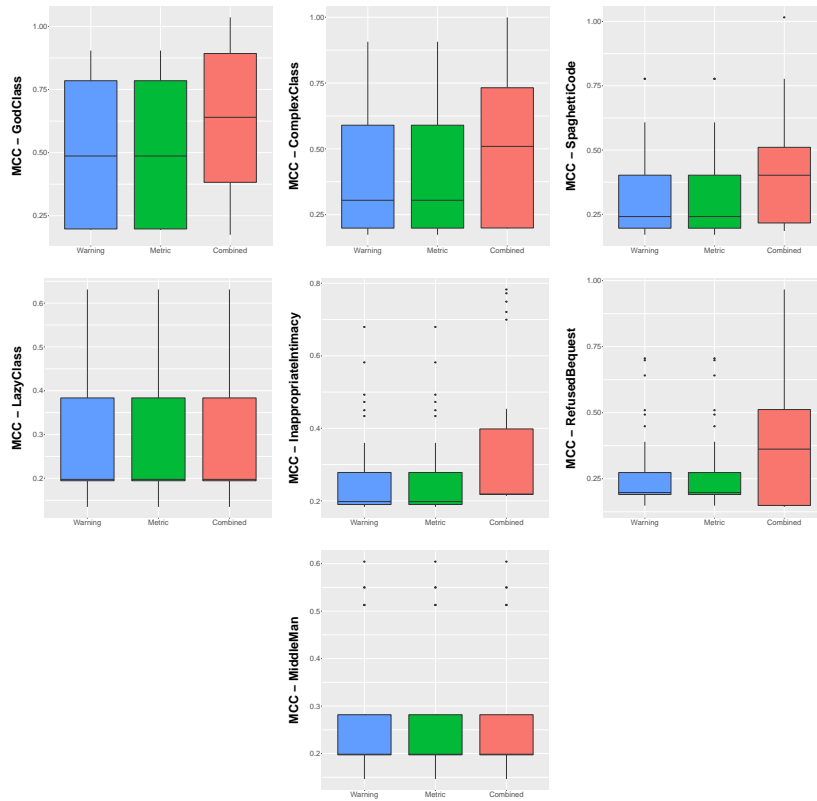 MCC – GodClass
1.00
0.75
0.50
0.25
Warning Metric Combined
MCC – ComplexClass
1.00
0.75
0.50
0.25
Warning Metric Combined
MCC – SpaghettiCode
1.00
0.75
0.50
0.25
Warning Metric Combined
MCC – LazyClass
0.6
0.5
0.4
0.3
0.2
Warning Metric Combined
MCC – InappropriateIntimacy
0.8
0.6
0.4
0.2
Warning Metric Combined
MCC – RefusedBequest
1.00
0.75
0.50
0.25
Warning Metric Combined
MCC – MiddleMan
0.6
0.5
0.4
0.3
0.2
Warning Metric Combined